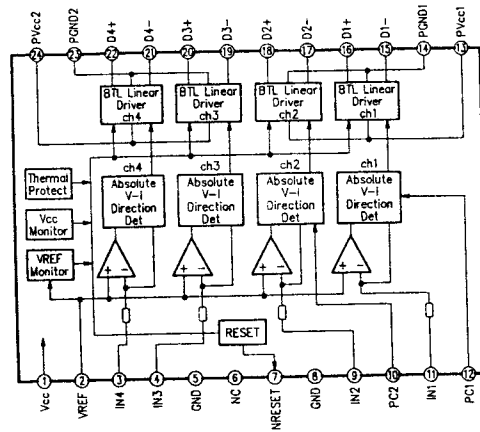 PVcc2 PGND2 D4+ D4- D3+ D3- D2+ D2- D1+ D1- PGND1 PVcc1
24 23 22 21 20 19 18 17 16 15 14 13
BTL Linear
Driver
ch4
BTL Linear
Driver
ch3
BTL Linear
Driver
ch2
BTL Linear
Driver
ch1
ch4
ch3
ch2
ch1
Thermal
Protect
Vcc
Monitor
VREF
Monitor
Absolute
V-I
Direction
Det
Absolute
V-I
Direction
Det
Absolute
V-I
Direction
Det
Absolute
V-I
Direction
Det
+ -
+ -
+ -
+ -
RESET
1 2 3 4 5 6 7 8 9 10 11 12
Vcc VREF IN4 IN3 GND NC NRESET GND IN2 PC2 IN1 PC1